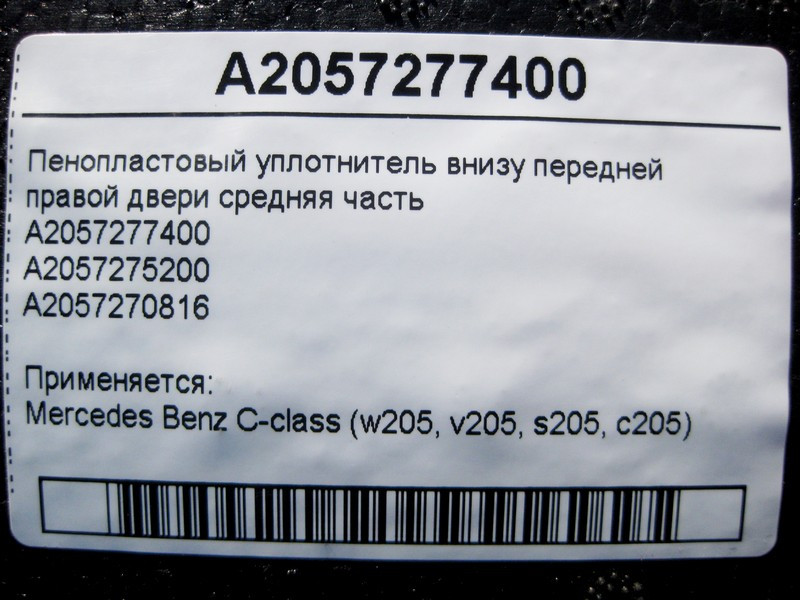 A2057277400
Пенопластовый уплотнитель внизу передней
правой двери средняя часть
A2057277400
A2057275200
A2057270816
Применяется:
Mercedes Benz C-class (w205, v205, s205, c205)